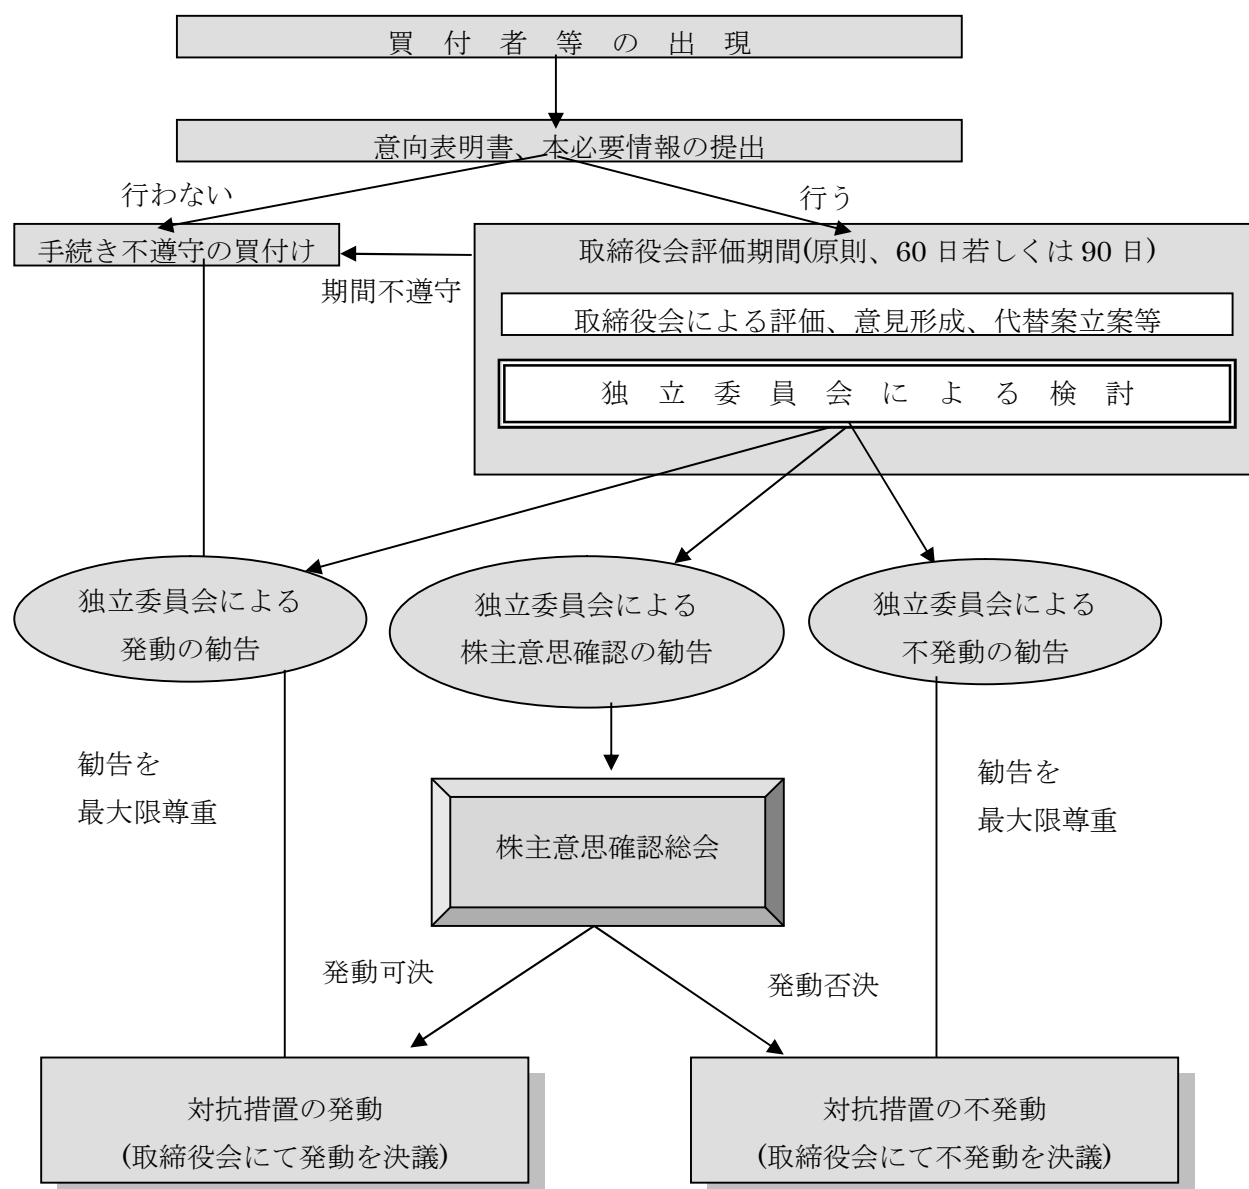 買付者等の出現
意向表明書、本必要情報の提出
行わない
行う
手続き不遵守の買付け
取締役会評価期間(原則、60 日若しくは 90 日)
期間不遵守
取締役会による評価、意見形成、代替案立案等
独立委員会による検討
独立委員会による
発動の勧告
独立委員会による
株主意思確認の勧告
独立委員会による
不発動の勧告
勧告を
最大限尊重
勧告を
最大限尊重
株主意思確認総会
発動可決
発動否決
対抗措置の発動
(取締役会にて発動を決議)
対抗措置の不発動
(取締役会にて不発動を決議)